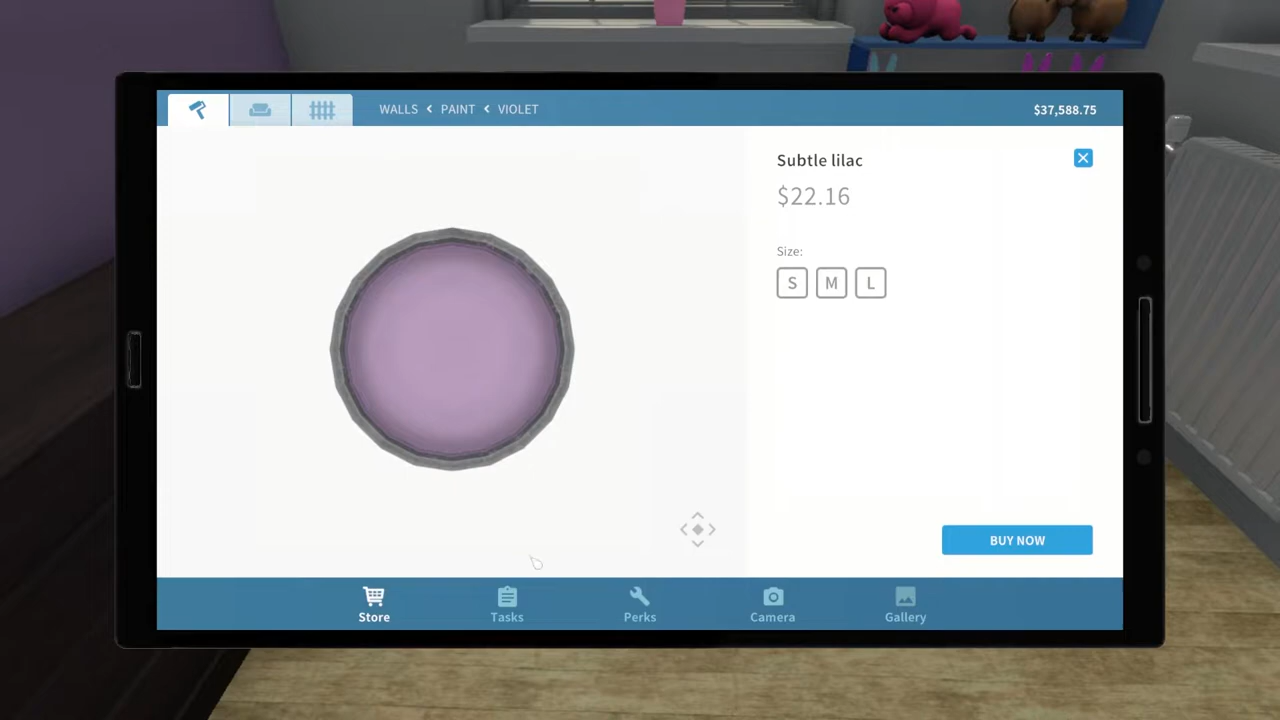 WALLS < PAINT < VIOLET
$37,588.75
Subtle lilac
$22.16
Size:
S M L
BUY NOW
Store Tasks Perks Camera Gallery